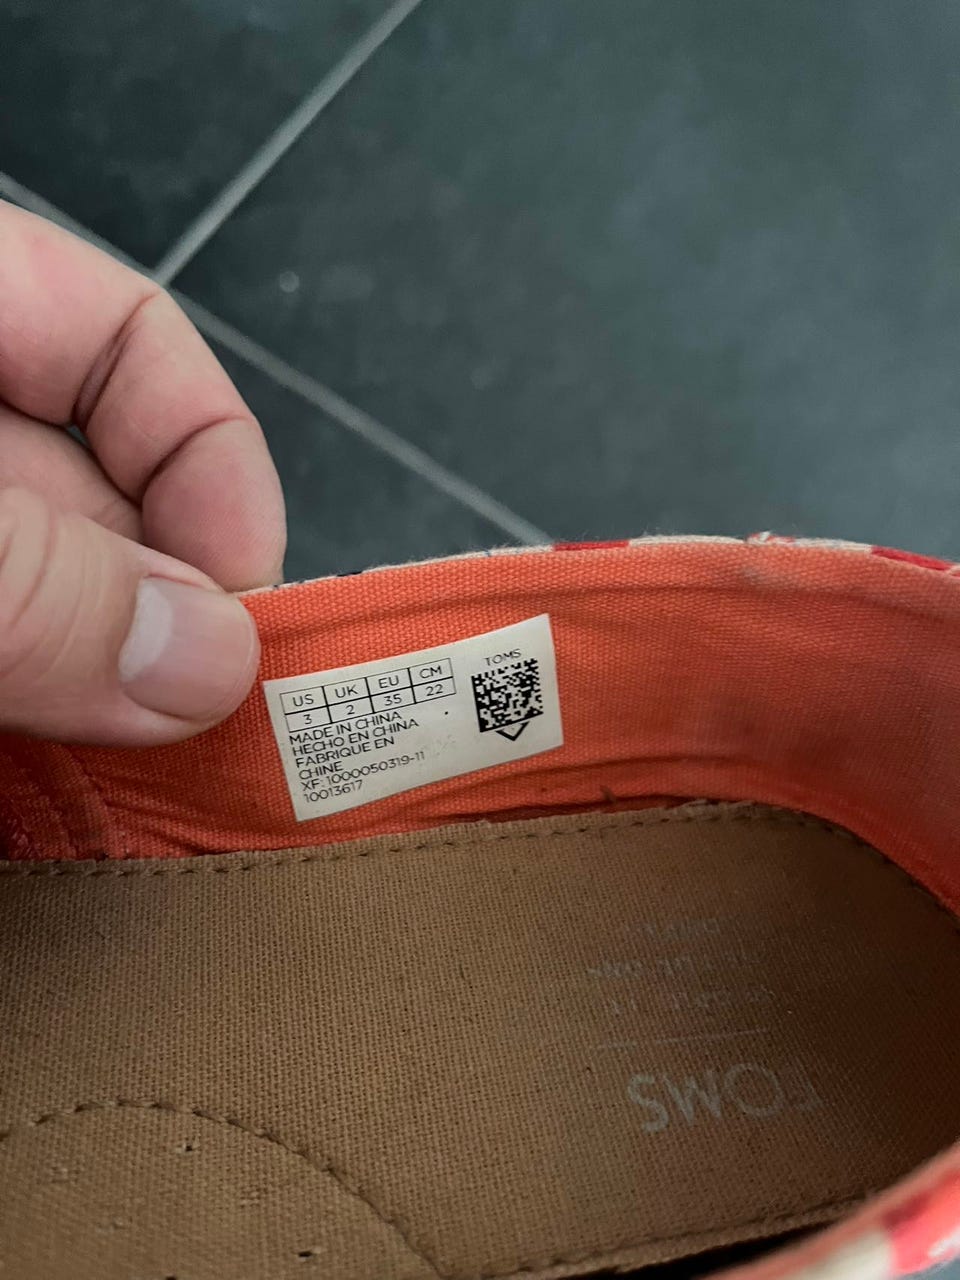 US UK EU CM
3 2 35 22
MADE IN CHINA
HECHO EN CHINA
FABRIQUE EN
CHINE
XF: 1000050319-11
10013617
TOMS
TOMS